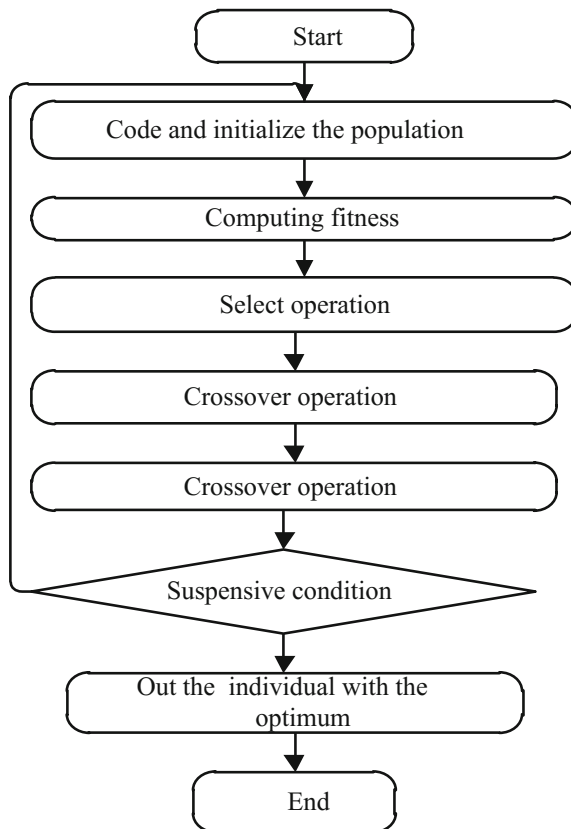 Start
Code and initialize the population
Computing fitness
Select operation
Crossover operation
Crossover operation
Suspensive condition
Out the individual with the
optimum
End